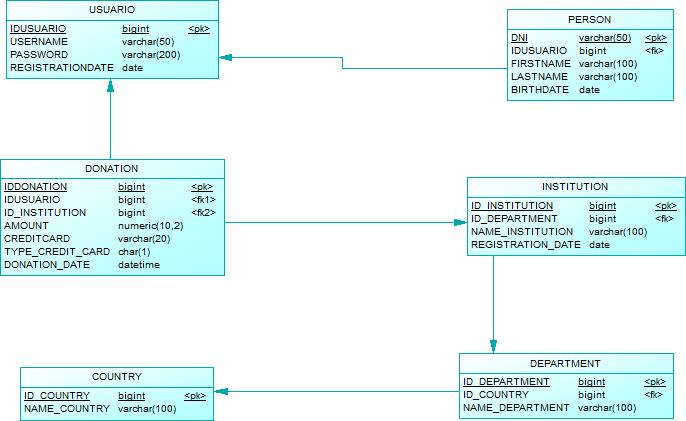 USUARIO
IDUSUARIO bigint <pk>
USERNAME varchar(50)
PASSWORD varchar(200)
REGISTRATIONDATE date
PERSON
DNI varchar(50) <pk>
IDUSUARIO bigint <fk>
FIRSTNAME varchar(100)
LASTNAME varchar(100)
BIRTHDATE date
DONATION
IDDONATION bigint <pk>
IDUSUARIO bigint <fk1>
ID_INSTITUTION bigint <fk2>
AMOUNT numeric(10,2)
CREDITCARD varchar(20)
TYPE_CREDIT_CARD char(1)
DONATION_DATE datetime
INSTITUTION
ID_INSTITUTION bigint <pk>
ID_DEPARTMENT bigint <fk>
NAME_INSTITUTION varchar(100)
REGISTRATION_DATE date
COUNTRY
ID_COUNTRY bigint <pk>
NAME_COUNTRY varchar(100)
DEPARTMENT
ID_DEPARTMENT bigint <pk>
ID_COUNTRY bigint <fk>
NAME_DEPARTMENT varchar(100)